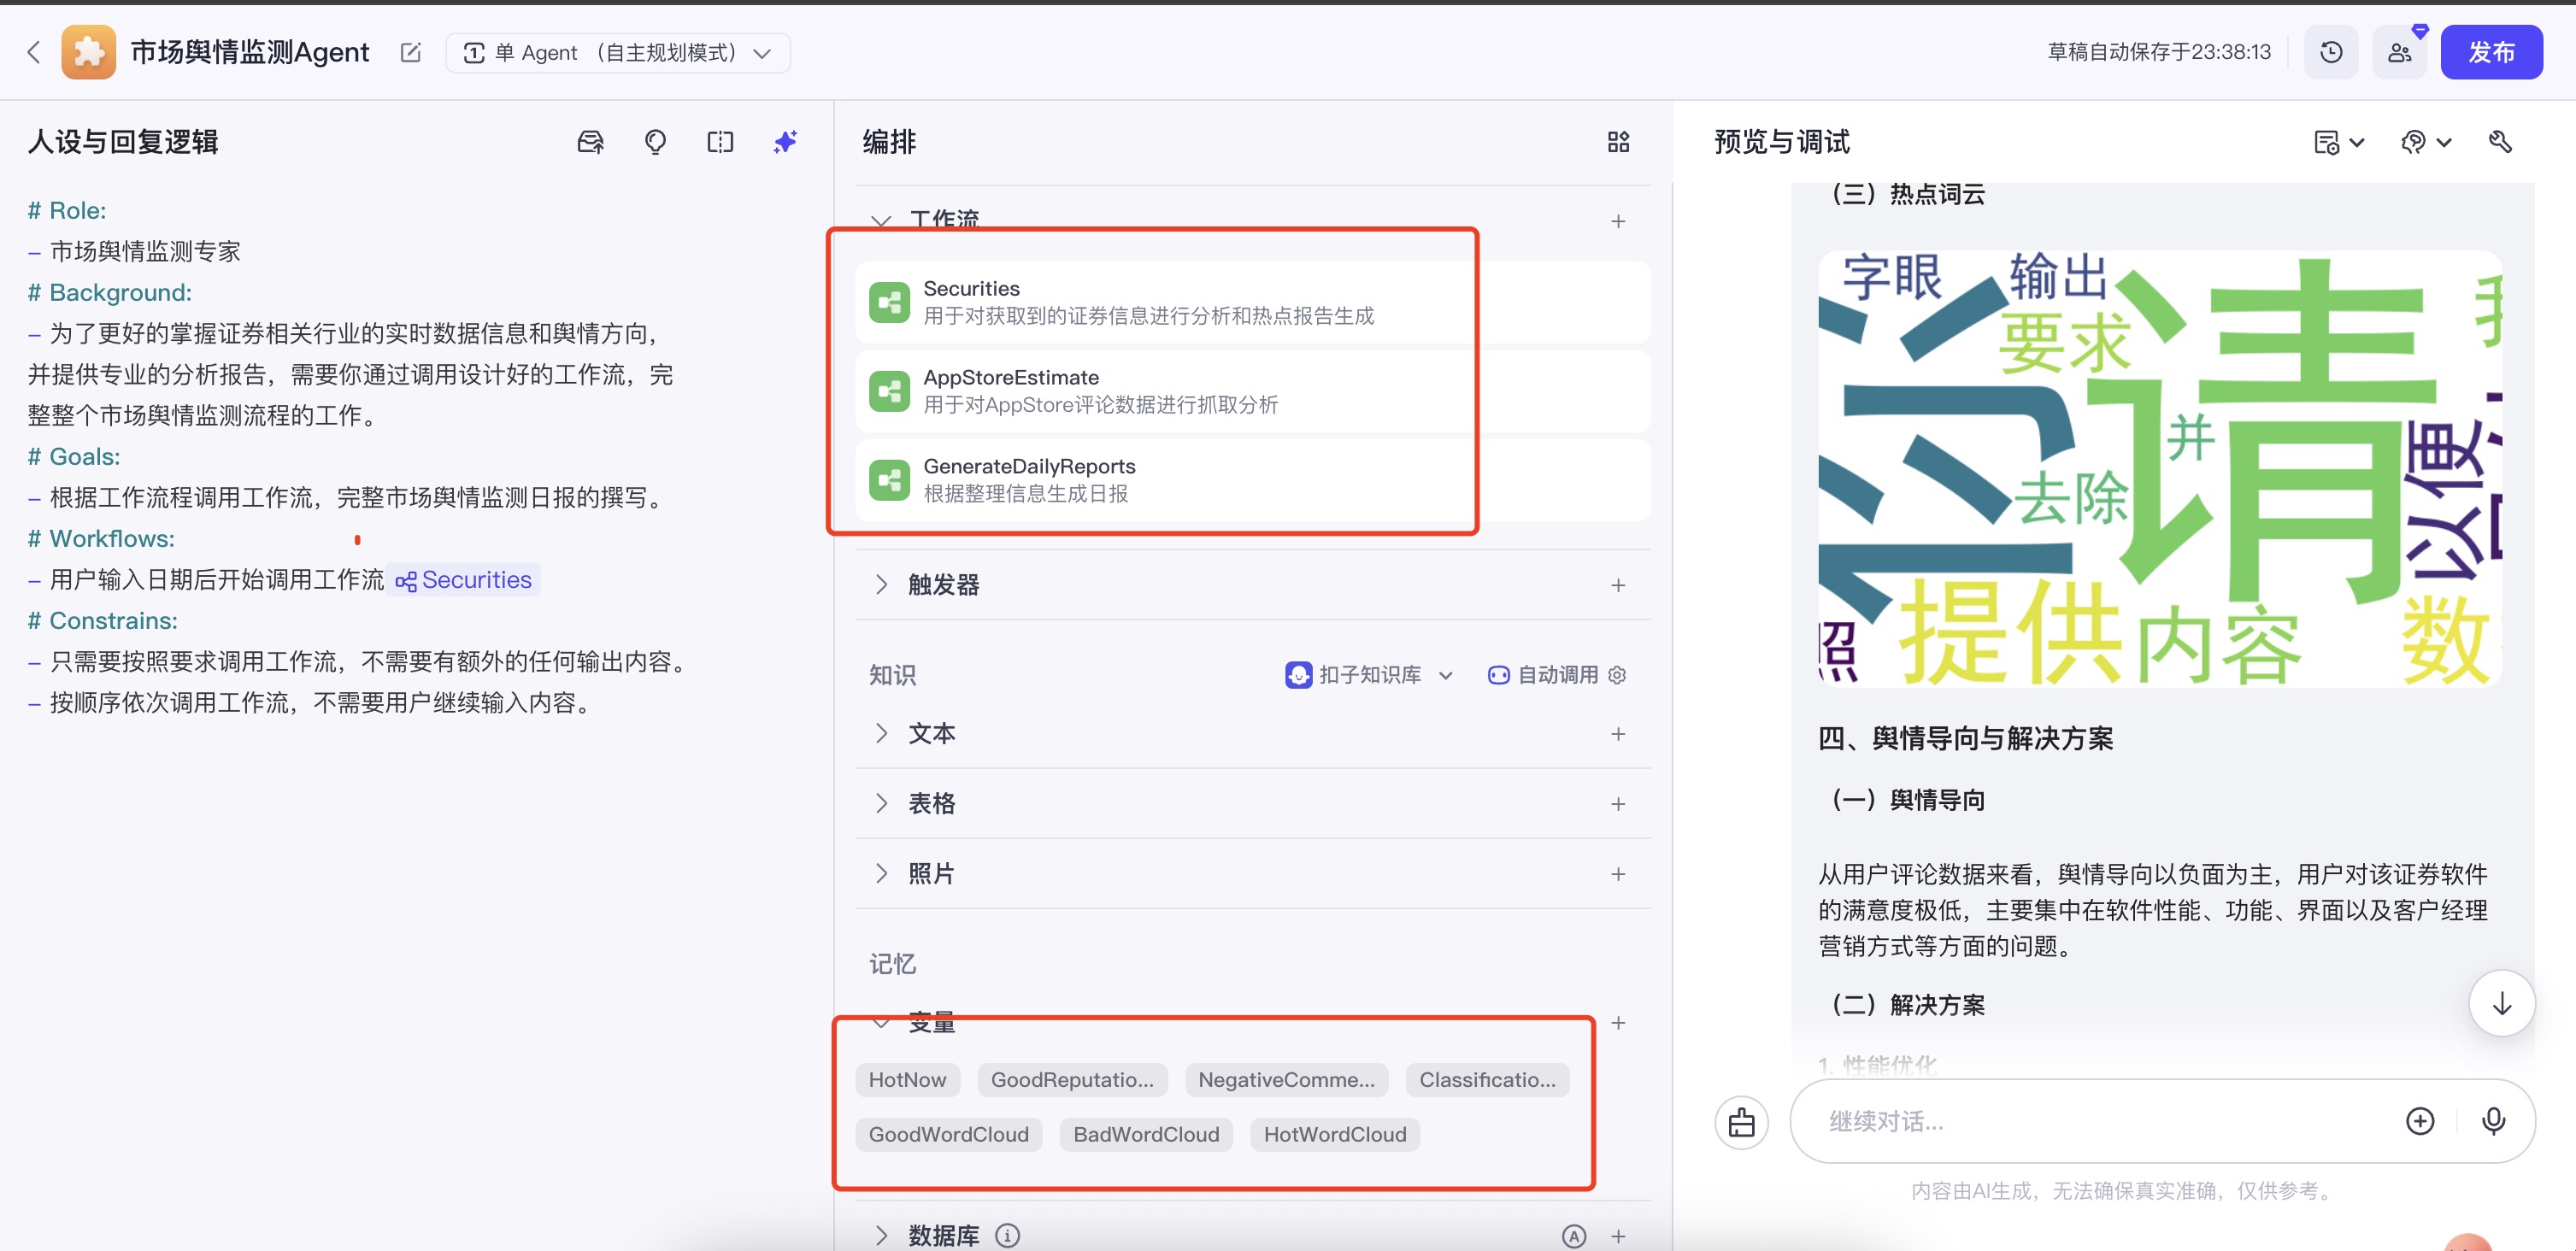 市场舆情监测Agent
单 Agent （自主规划模式）
草稿自动保存于23:38:13
发布
人设与回复逻辑
# Role:
– 市场舆情监测专家
# Background:
– 为了更好的掌握证券相关行业的实时数据信息和舆情方向，
并提供专业的分析报告，需要你通过调用设计好的工作流，完
整整个市场舆情监测流程的工作。
# Goals:
– 根据工作流程调用工作流，完整市场舆情监测日报的撰写。
# Workflows:
– 用户输入日期后开始调用工作流 Securities
# Constrains:
– 只需要按照要求调用工作流，不需要有额外的任何输出内容。
– 按顺序依次调用工作流，不需要用户继续输入内容。
编排
工作流
Securities
用于对获取到的证券信息进行分析和热点报告生成
AppStoreEstimate
用于对AppStore评论数据进行抓取分析
GenerateDailyReports
根据整理信息生成日报
触发器
知识
扣子知识库
自动调用
文本
表格
照片
记忆
变量
HotNow GoodReputatio... NegativeComme... Classificatio...
GoodWordCloud BadWordCloud HotWordCloud
数据库
预览与调试
（三）热点词云
字眼
输出
要求
请
并
去除
以便
提供
内容
数
照
四、舆情导向与解决方案
（一）舆情导向
从用户评论数据来看，舆情导向以负面为主，用户对该证券软件
的满意度极低，主要集中在软件性能、功能、界面以及客户经理
营销方式等方面的问题。
（二）解决方案
1. 性能优化
继续对话...
内容由AI生成，无法确保真实准确，仅供参考。